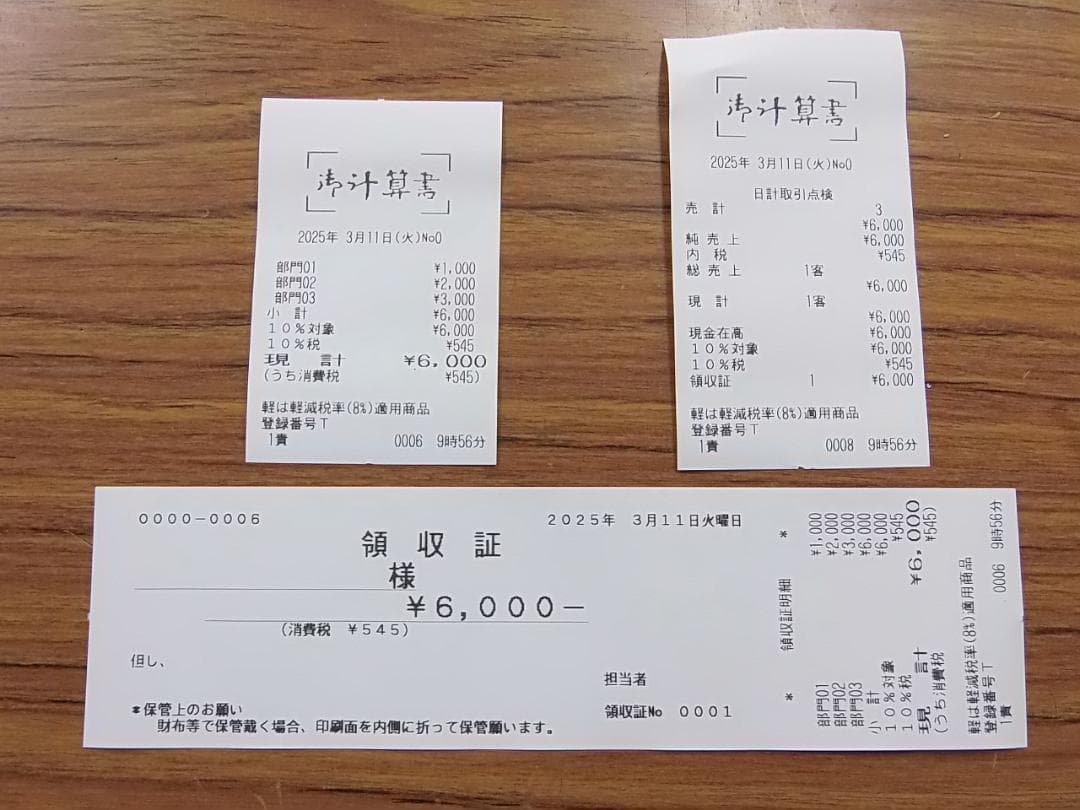 御計算書
2025年 3月11日(火)No0
部門01 ¥1,000
部門02 ¥2,000
部門03 ¥3,000
小 計 ¥6,000
10%対象 ¥6,000
10%税 ¥545
現 計 ¥6,000
(うち消費税 ¥545)
軽は軽減税率(8%)適用商品
登録番号T
1責 0006 9時56分
御計算書
2025年 3月11日(火)No0
日計取引点検
売 計 3
¥6,000
純 売 上 ¥6,000
内 税 ¥545
総 売 上 1客
¥6,000
現 計 1客
¥6,000
現金在高 ¥6,000
10%対象 ¥6,000
10%税 ¥545
領収証 1 ¥6,000
軽は軽減税率(8%)適用商品
登録番号T
1責 0008 9時56分
0000-0006 2025年 3月11日火曜日
領 収 証
様
¥6,000-
(消費税 ¥545)
但し、
担当者
*保管上のお願い
財布等で保管戴く場合、印刷面を内側に折って保管願います。
領収証No 0001
* 領収証明細 *
部門01 ¥1,000
部門02 ¥2,000
部門03 ¥3,000
小 計 ¥6,000
10%対象 ¥6,000
10%税 ¥545
現 計 ¥6,000
(うち消費税 ¥545)
軽は軽減税率(8%)適用商品
登録番号T
1責 0006 9時56分